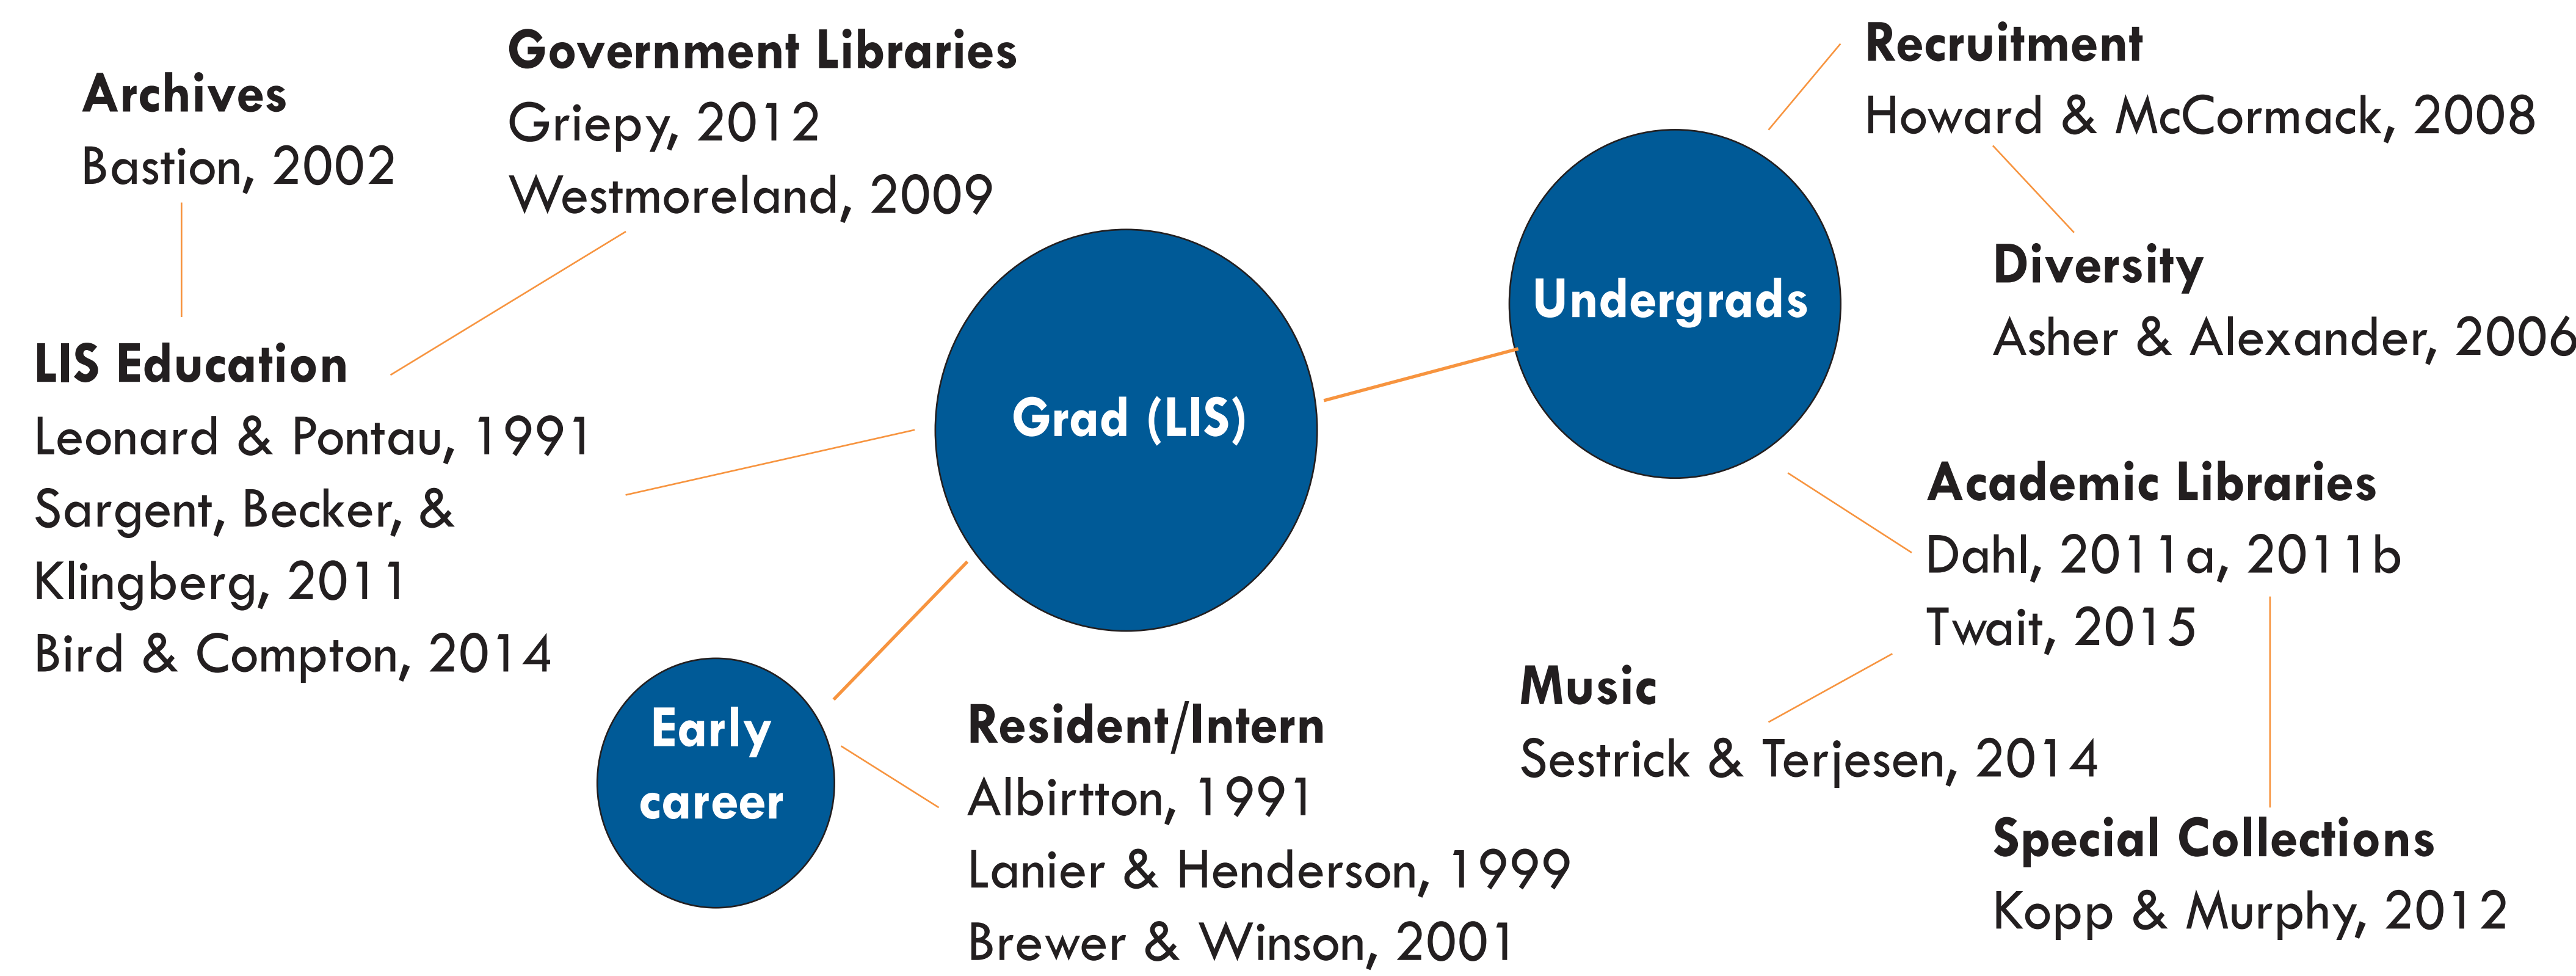 Archives
Bastion, 2002
Government Libraries
Griepy, 2012
Westmoreland, 2009
LIS Education
Leonard & Pontau, 1991
Sargent, Becker, &
Klingberg, 2011
Bird & Compton, 2014
Grad (LIS)
Early
career
Resident/Intern
Albirtton, 1991
Lanier & Henderson, 1999
Brewer & Winson, 2001
Undergrads
Recruitment
Howard & McCormack, 2008
Diversity
Asher & Alexander, 2006
Academic Libraries
Dahl, 2011a, 2011b
Twait, 2015
Music
Sestrick & Terjesen, 2014
Special Collections
Kopp & Murphy, 2012